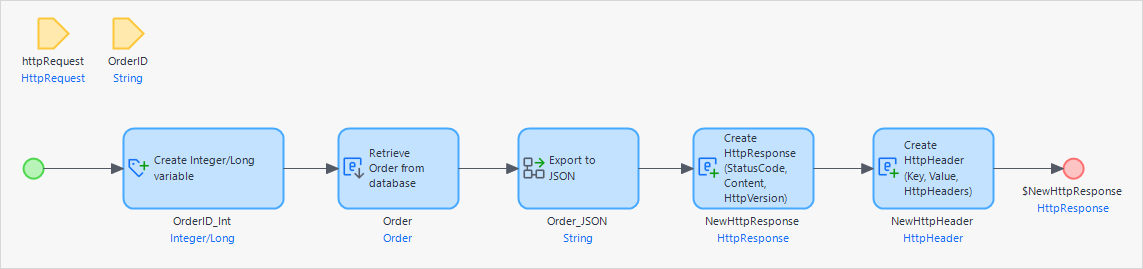 httpRequest
HttpRequest
OrderID
String
Create Integer/Long
variable
OrderID_Int
Integer/Long
Retrieve
Order from
database
Order
Order
Export to
JSON
Order_JSON
String
Create
HttpResponse
(StatusCode,
Content,
HttpVersion)
NewHttpResponse
HttpResponse
Create
HttpHeader
(Key, Value,
HttpHeaders)
NewHttpHeader
HttpHeader
$NewHttpResponse
HttpResponse